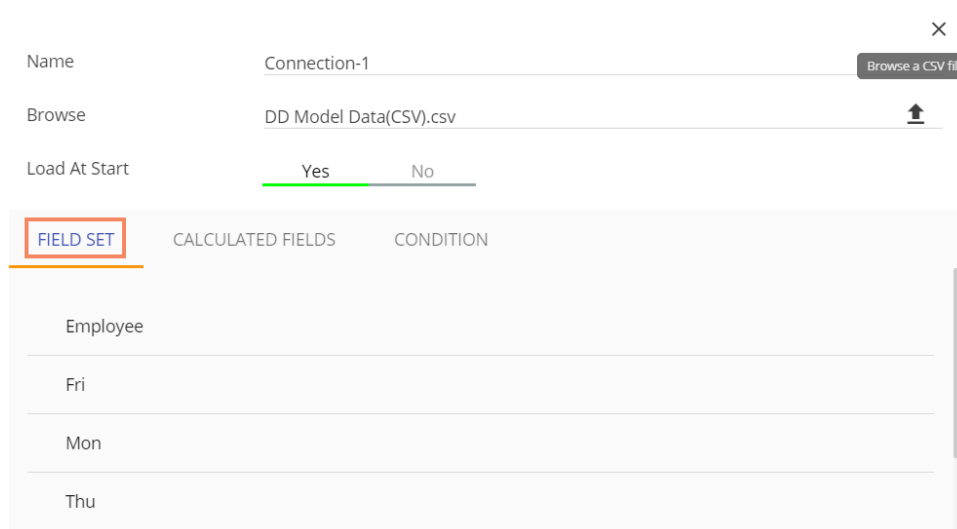 Name Connection-1
Browse a CSV fil
Browse DD Model Data(CSV).csv
Load At Start Yes No
FIELD SET CALCULATED FIELDS CONDITION
Employee
Fri
Mon
Thu